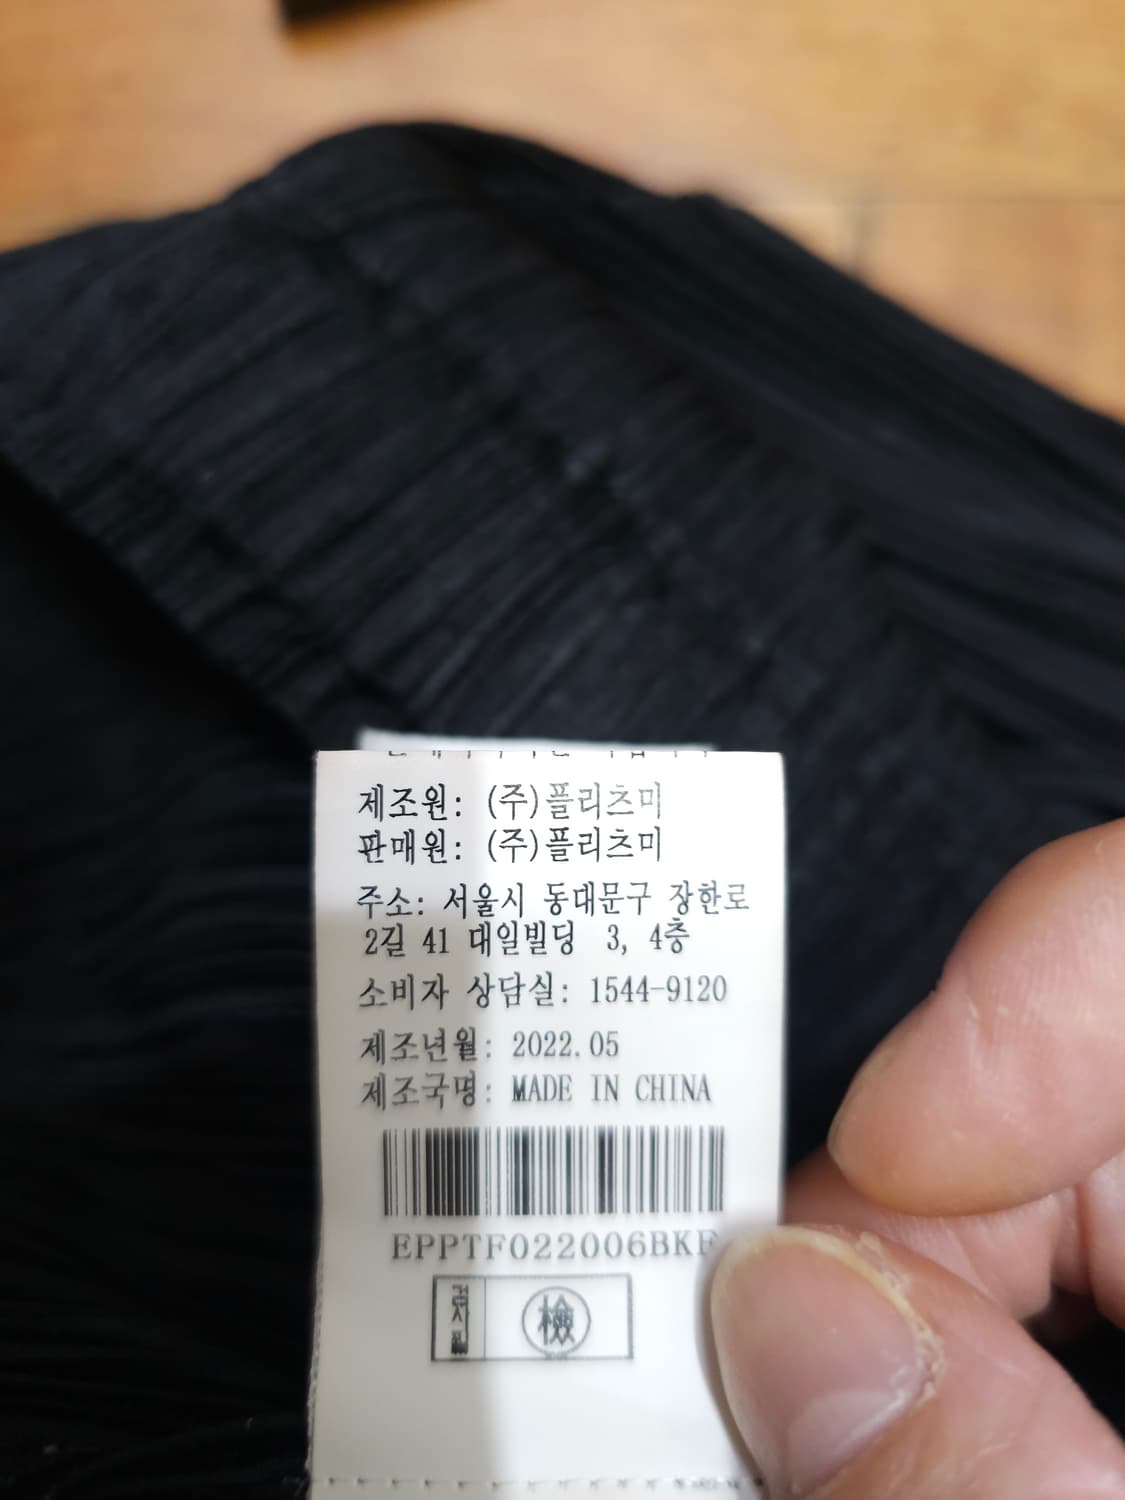 제조원: (주)플리츠미
판매원: (주)플리츠미
주소: 서울시 동대문구 장한로
2길 41 대일빌딩 3, 4층
소비자 상담실: 1544-9120
제조년월: 2022.05
제조국명: MADE IN CHINA
EPPTF022006BKF
검사필 檢